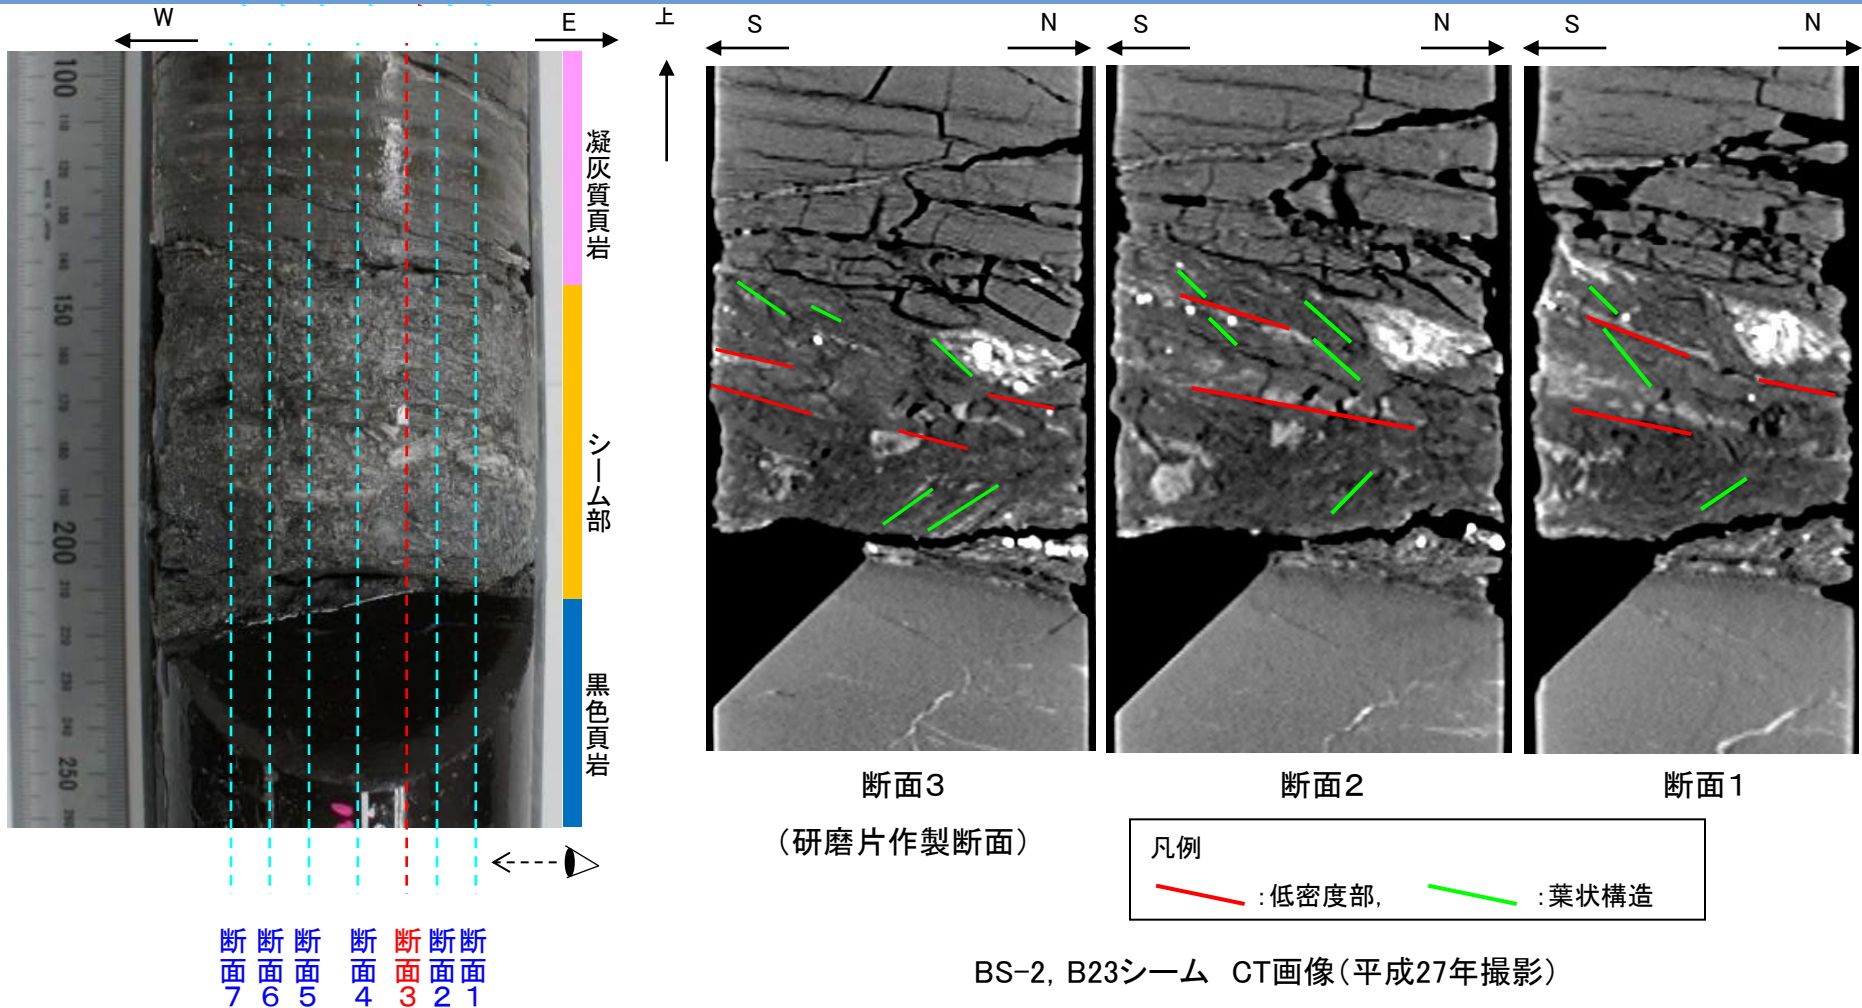 W
E
上
S
N
S
N
S
N
100
150
200
250
凝灰質頁岩
シーム部
黒色頁岩
断面7
断面6
断面5
断面4
断面3
断面2
断面1
断面3
(研磨片作製断面)
断面2
断面1
凡例
:低密度部,
:葉状構造
BS-2, B23シーム CT画像(平成27年撮影)